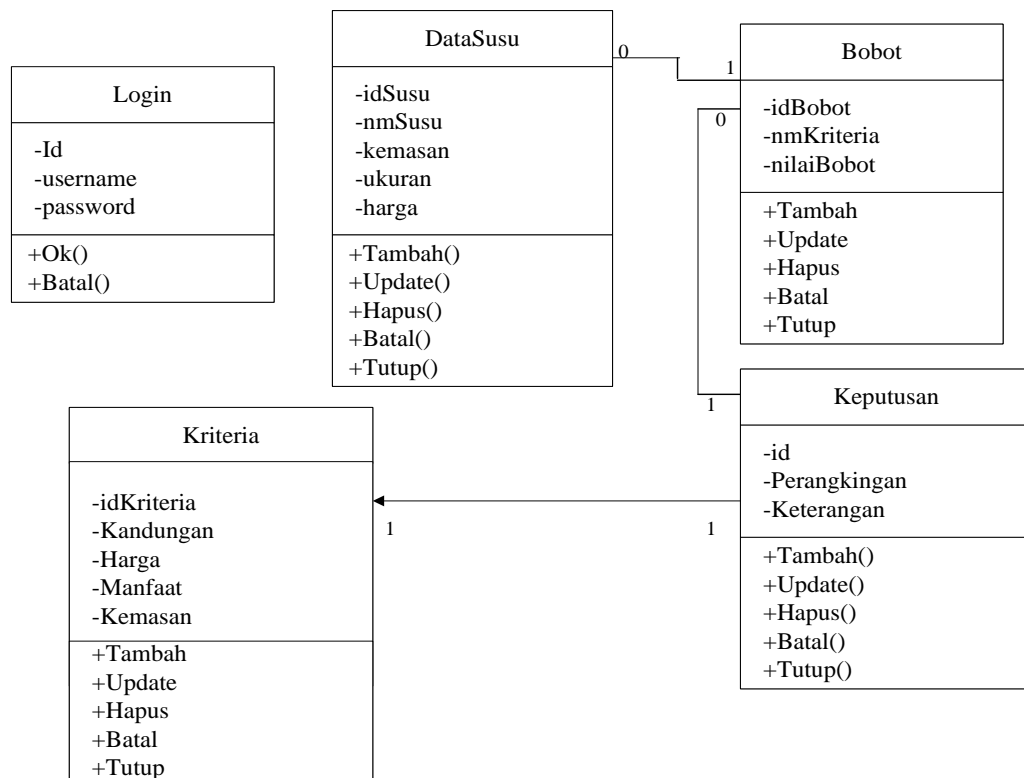 Login
-Id
-username
-password
+Ok()
+Batal()
DataSusu
-idSusu
-nmSusu
-kemasan
-ukuran
-harga
+Tambah()
+Update()
+Hapus()
+Batal()
+Tutup()
0
1
Bobot
-idBobot
-nmKriteria
-nilaiBobot
+Tambah
+Update
+Hapus
+Batal
+Tutup
0
1
Keputusan
-id
-Perangkingan
-Keterangan
+Tambah()
+Update()
+Hapus()
+Batal()
+Tutup()
1
1
Kriteria
-idKriteria
-Kandungan
-Harga
-Manfaat
-Kemasan
+Tambah
+Update
+Hapus
+Batal
+Tutup